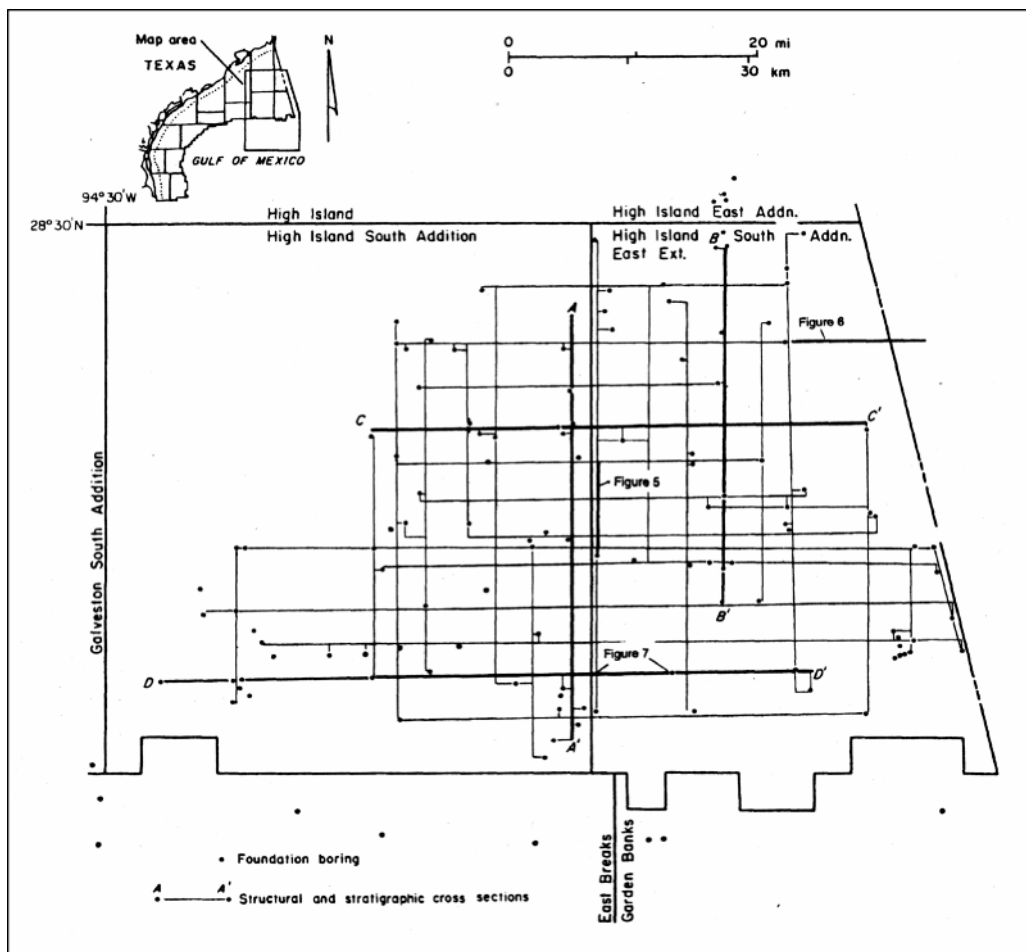 Map area
TEXAS
N
0 20 mi
0 30 km
GULF OF MEXICO
94°30'W
28°30'N
High Island
High Island East Addn.
High Island South Addition
High Island South Addn.
East Ext.
B
A
Figure 6
C
C'
Figure 5
Galveston South Addition
B'
Figure 7
D
D'
A'
East Breaks
Garden Banks
Foundation boring
A A'
Structural and stratigraphic cross sections